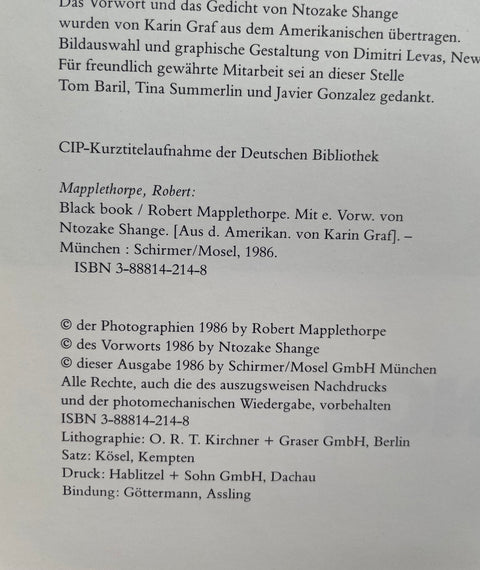 Das Vorwort und das Gedicht von Ntozake Shange
wurden von Karin Graf aus dem Amerikanischen übertragen.
Bildauswahl und graphische Gestaltung von Dimitri Levas, New
Für freundlich gewährte Mitarbeit sei an dieser Stelle
Tom Baril, Tina Summerlin und Javier Gonzalez gedankt.
CIP-Kurztitelaufnahme der Deutschen Bibliothek
Mapplethorpe, Robert:
Black book / Robert Mapplethorpe. Mit e. Vorw. von
Ntozake Shange. [Aus d. Amerikan. von Karin Graf]. –
München : Schirmer/Mosel, 1986.
ISBN 3-88814-214-8
© der Photographien 1986 by Robert Mapplethorpe
© des Vorworts 1986 by Ntozake Shange
© dieser Ausgabe 1986 by Schirmer/Mosel GmbH München
Alle Rechte, auch die des auszugsweisen Nachdrucks
und der photomechanischen Wiedergabe, vorbehalten
ISBN 3-88814-214-8
Lithographie: O. R. T. Kirchner + Graser GmbH, Berlin
Satz: Kösel, Kempten
Druck: Hablitzel + Sohn GmbH, Dachau
Bindung: Göttermann, Assling